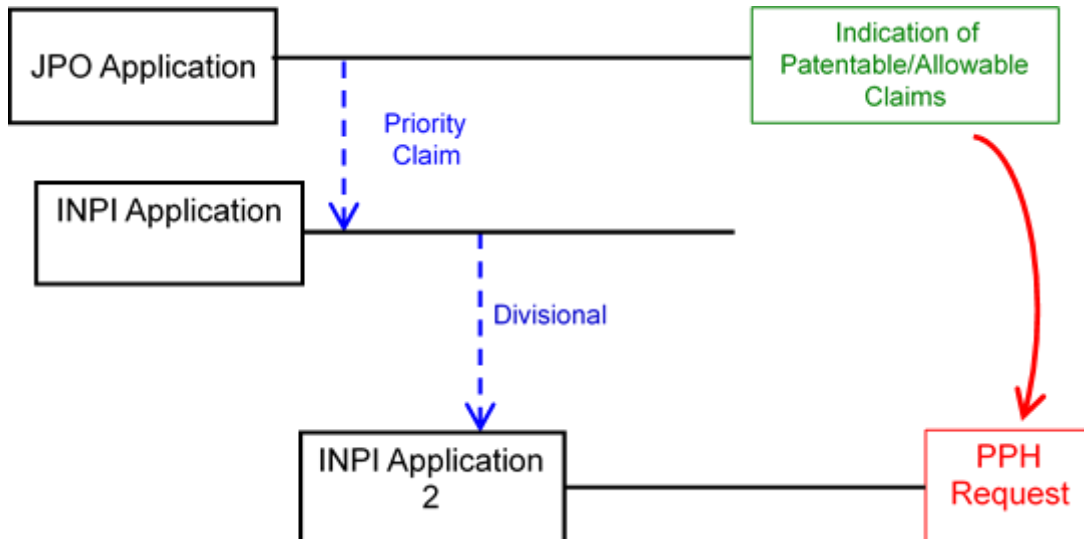 JPO Application
Indication of
Patentable/Allowable
Claims
Priority
Claim
INPI Application
Divisional
INPI Application
2
PPH
Request